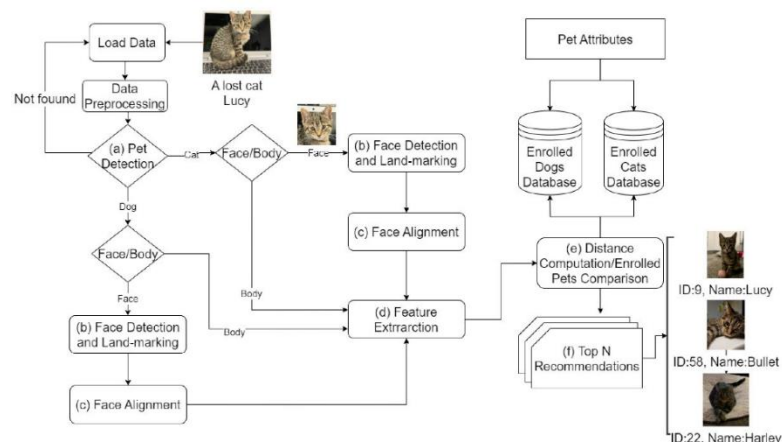 Load Data
A lost cat
Lucy
Data
Preprocessing
Not fouund
(a) Pet
Detection
Cat
Face/Body
Face
(b) Face Detection
and Land-marking
(c) Face Alignment
Body
Dog
Face/Body
Face
Body
(b) Face Detection
and Land-marking
(c) Face Alignment
(d) Feature
Extrarction
Pet Attributes
Enrolled
Dogs
Database
Enrolled
Cats
Database
(e) Distance
Computation/Enrolled
Pets Comparison
(f) Top N
Recommendations
ID:9, Name:Lucy
ID:58, Name:Bullet
ID:22, Name:Harley